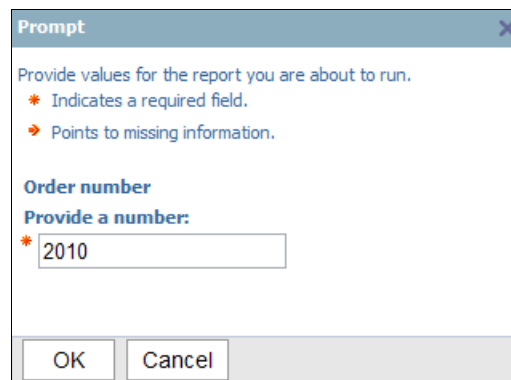 Prompt
Provide values for the report you are about to run.
* Indicates a required field.
Points to missing information.
Order number
Provide a number:
* 2010
OK Cancel